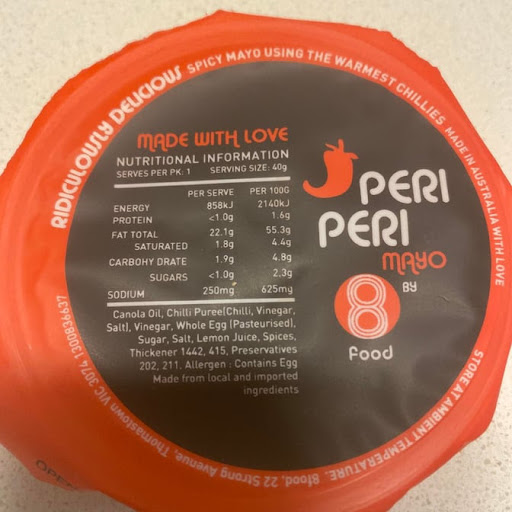 RIDICULOUSLY DELICIOUS SPICY MAYO USING THE WARMEST CHILLIES MADE IN AUSTRALIA WITH LOVE
MADE WITH LOVE
NUTRITIONAL INFORMATION
SERVES PER PK: 1 SERVING SIZE: 40g
PER SERVE PER 100G
ENERGY 858kJ 2140kJ
PROTEIN <1.0g 1.6g
FAT TOTAL 22.1g 55.3g
SATURATED 1.8g 4.4g
CARBOHY DRATE 1.9g 4.8g
SUGARS <1.0g 2.3g
SODIUM 250mg 625mg
Canola Oil, Chilli Puree(Chilli, Vinegar,
Salt), Vinegar, Whole Egg (Pasteurised),
Sugar, Salt, Lemon Juice, Spices,
Thickener 1442, 415, Preservatives
202, 211. Allergen : Contains Egg
Made from local and imported
ingredients
PERI
PERI
MAYO
BY
8
Food
STORE AT AMBIENT TEMPERATURE. 8food, 22 Strong Avenue, Thomastown VIC 3074 1300836637